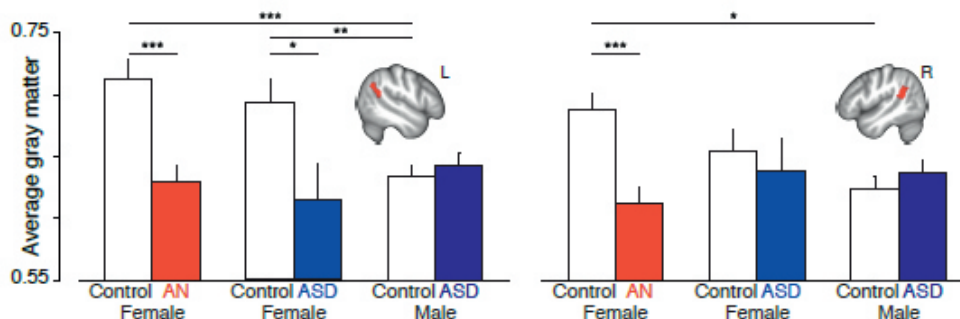 *** *
**
*** * ***
0.75
L R
Average gray matter
0.55
Control AN Control ASD Control ASD Control AN Control ASD Control ASD
Female Female Male Female Female Male